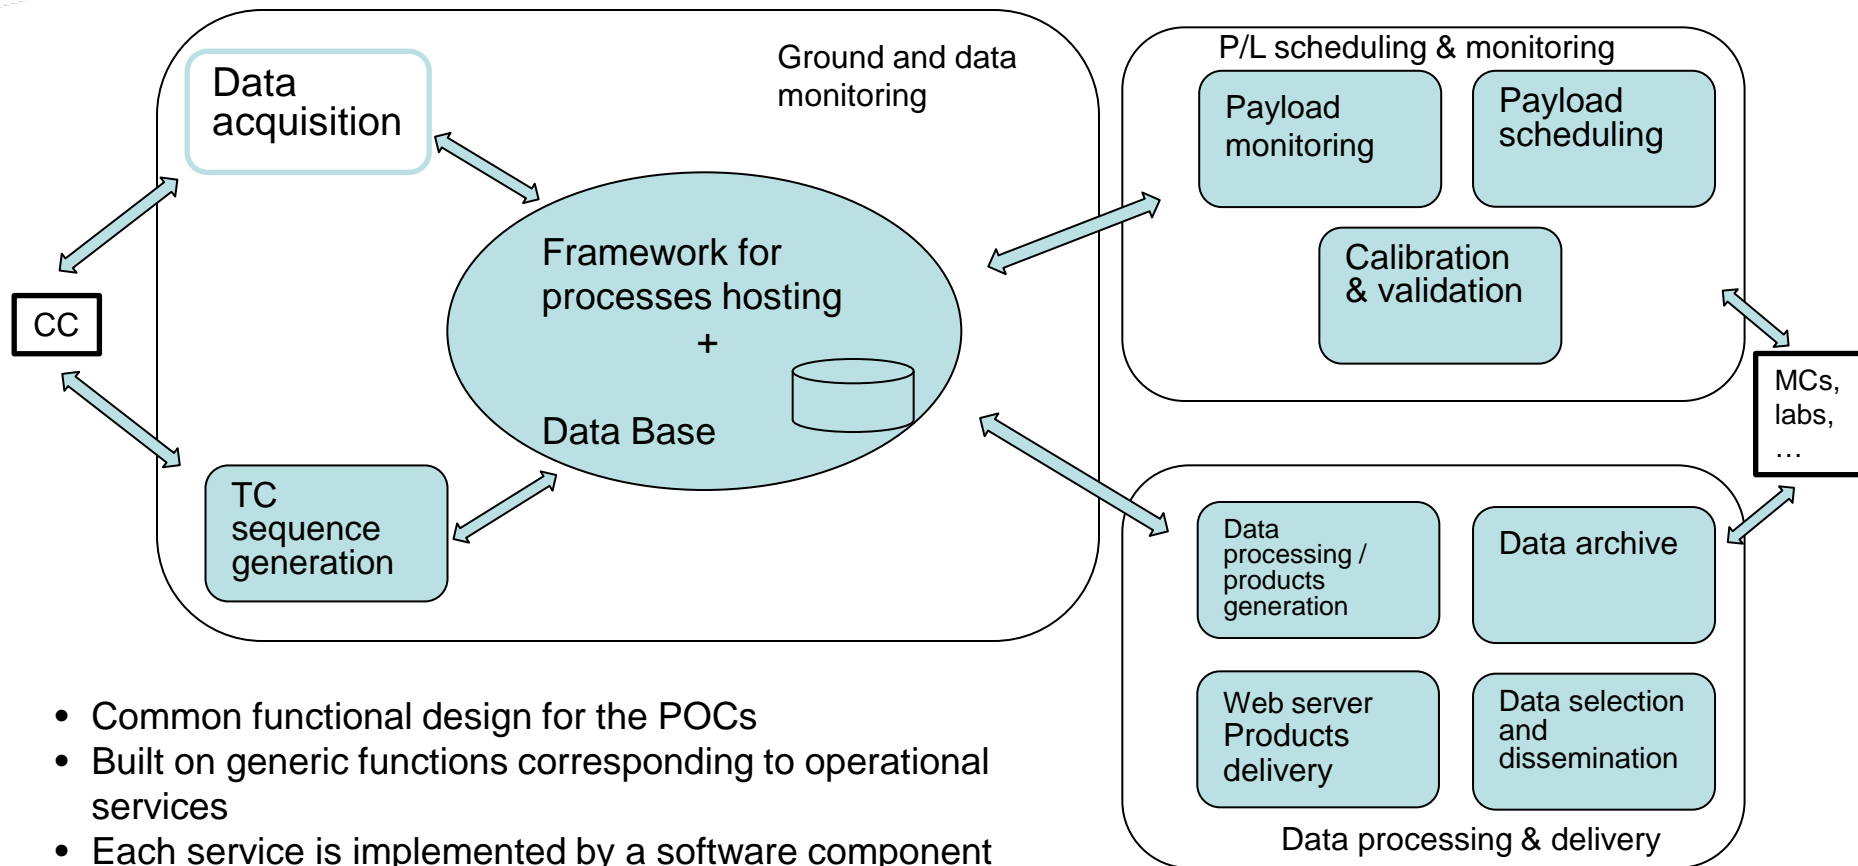 Data
acquisition
Ground and data
monitoring
Framework for
processes hosting
+
Data Base
CC
TC
sequence
generation
P/L scheduling & monitoring
Payload
monitoring
Payload
scheduling
Calibration
& validation
MCs,
labs,
…
Data
processing /
products
generation
Data archive
Web server
Products
delivery
Data selection
and
dissemination
Data processing & delivery
• Common functional design for the POCs
• Built on generic functions corresponding to operational
services
• Each service is implemented by a software component